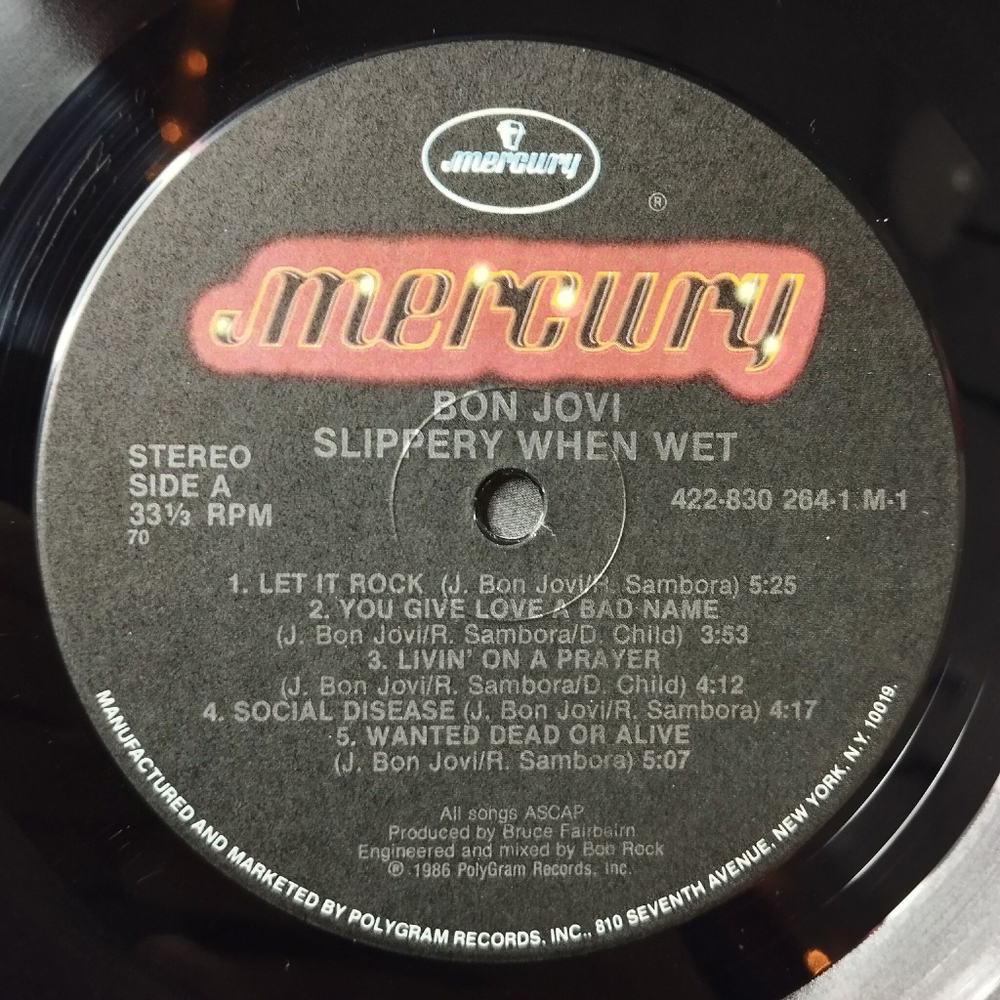 mercury
®
mercury
BON JOVI
SLIPPERY WHEN WET
STEREO
SIDE A
33⅓ RPM
70
422-830 264-1 M-1
1. LET IT ROCK (J. Bon Jovi/R. Sambora) 5:25
2. YOU GIVE LOVE A BAD NAME
(J. Bon Jovi/R. Sambora/D. Child) 3:53
3. LIVIN' ON A PRAYER
(J. Bon Jovi/R. Sambora/D. Child) 4:12
4. SOCIAL DISEASE (J. Bon Jovi/R. Sambora) 4:17
5. WANTED DEAD OR ALIVE
(J. Bon Jovi/R. Sambora) 5:07
All songs ASCAP
Produced by Bruce Fairbairn
Engineered and mixed by Bob Rock
℗ 1986 PolyGram Records, Inc.
MANUFACTURED AND MARKETED BY POLYGRAM RECORDS, INC., 810 SEVENTH AVENUE, NEW YORK, N.Y. 10019.